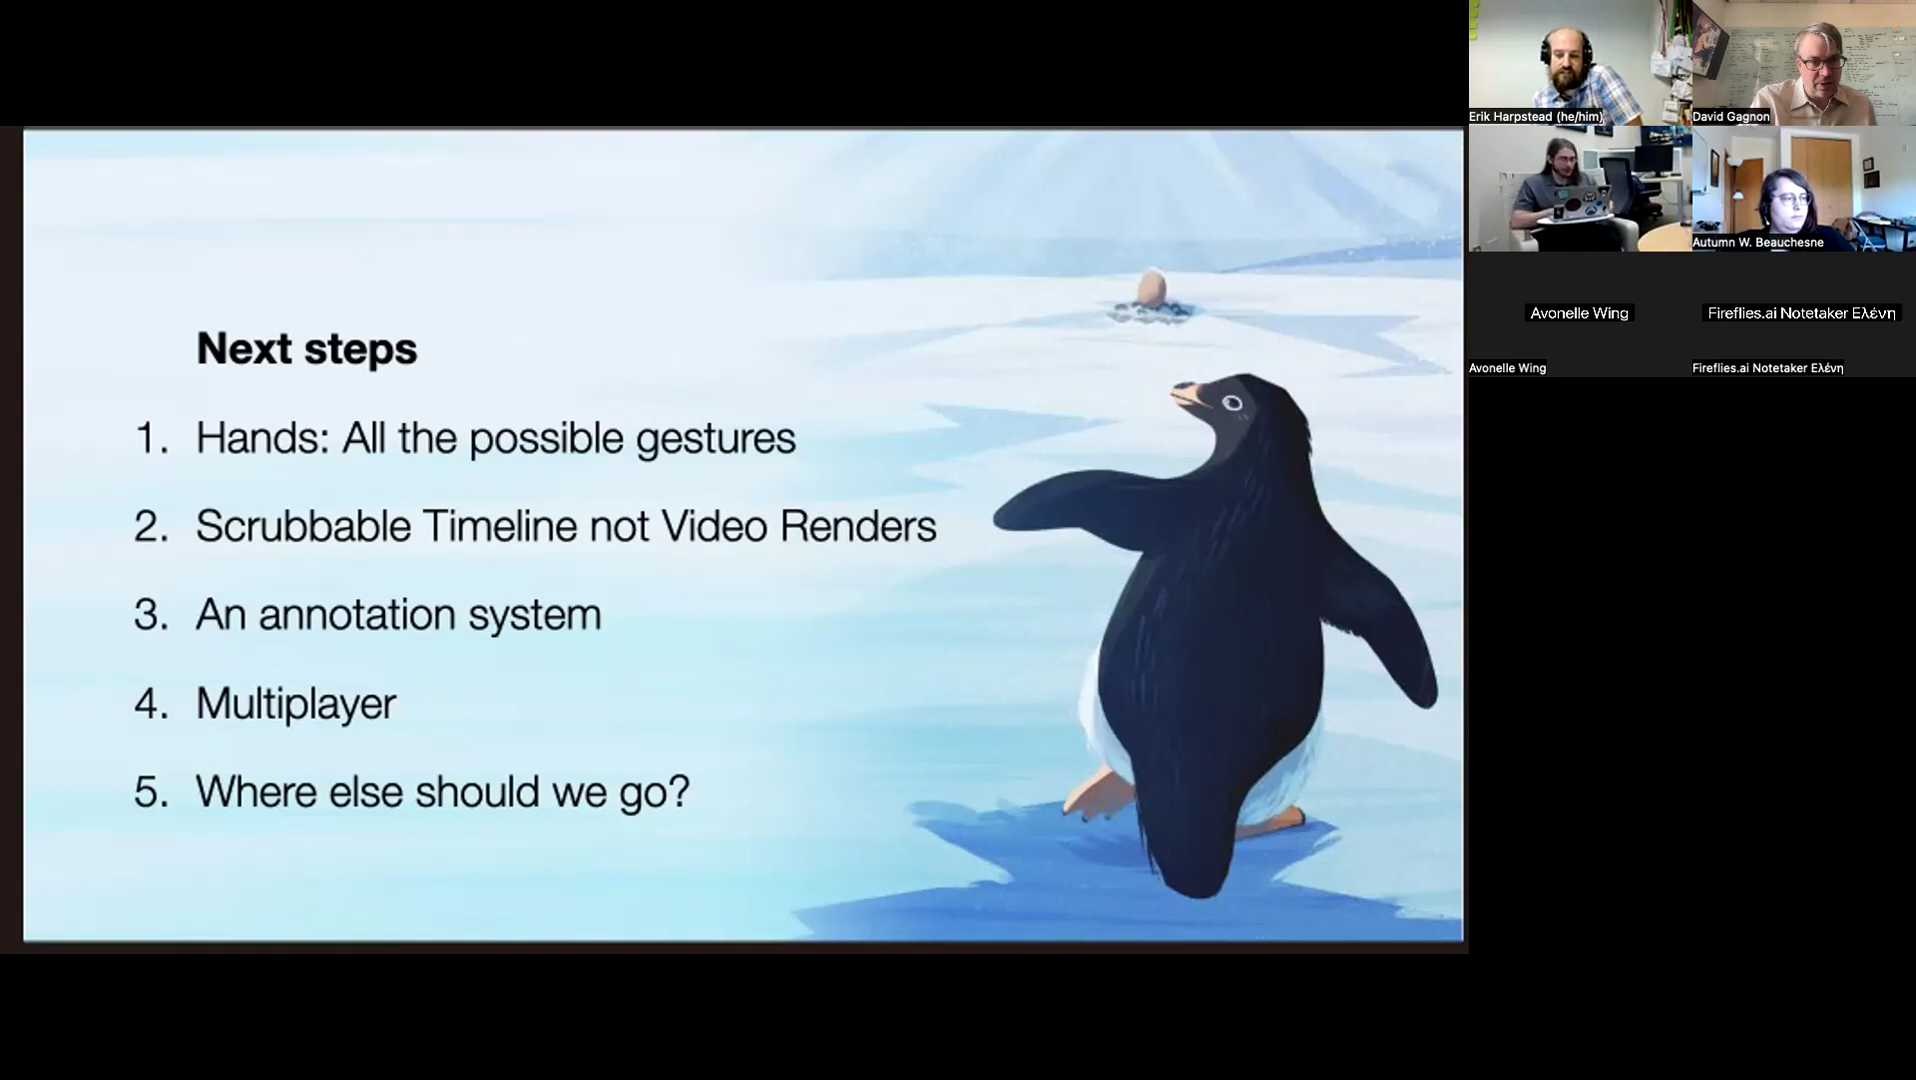 Next steps
1. Hands: All the possible gestures
2. Scrubbable Timeline not Video Renders
3. An annotation system
4. Multiplayer
5. Where else should we go?
Erik Harpstead (he/him)
David Gagnon
Autumn W. Beauchesne
Avonelle Wing
Fireflies.ai Notetaker Ελένη
Avonelle Wing
Fireflies.ai Notetaker Ελένη